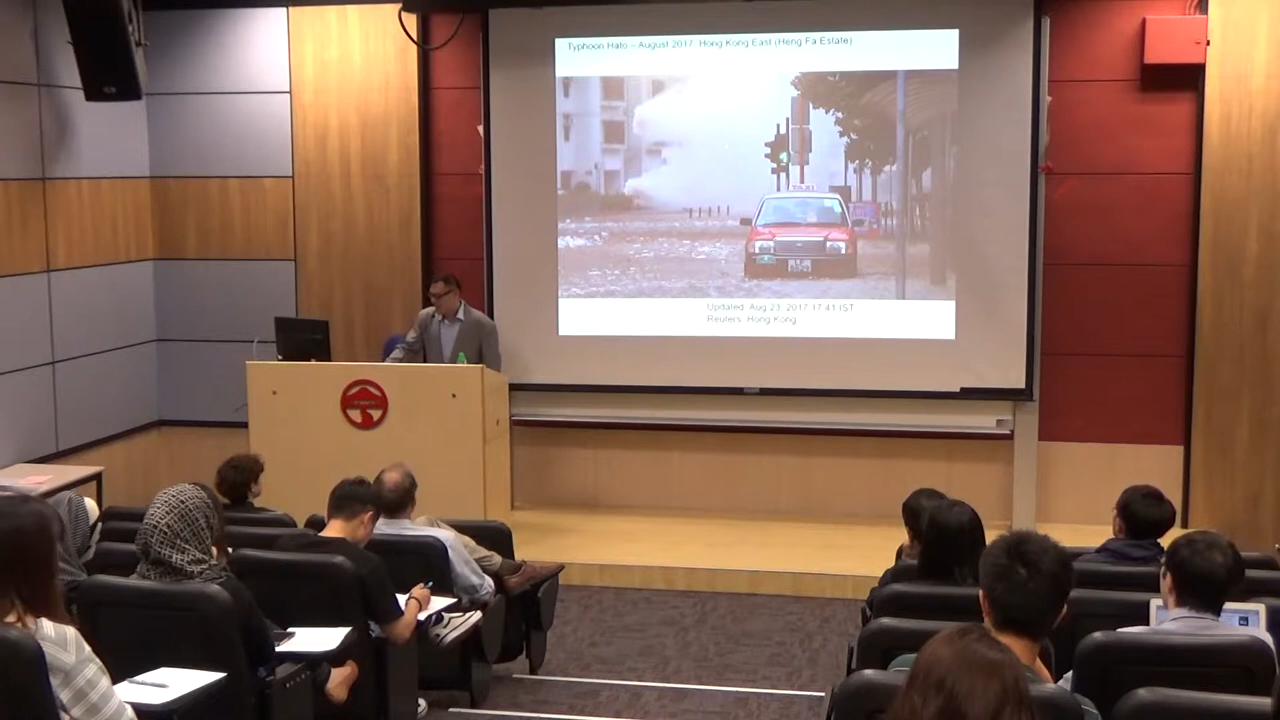 Typhoon Hato – August 2017. Hong Kong East (Heng Fa Estate)
TAXI
Updated: Aug 23, 2017 17:41 IST
Reuters, Hong Kong